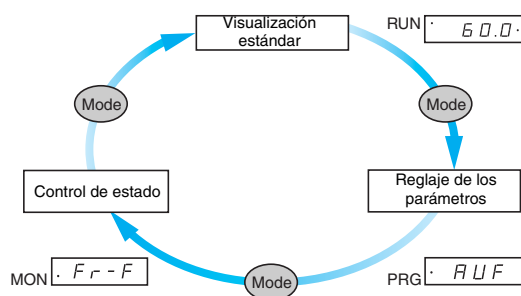 Visualización
estándar
RUN
60.0
Mode
Mode
Control de estado
Reglaje de los
parámetros
MON
Fr-F
Mode
PRG
AUF